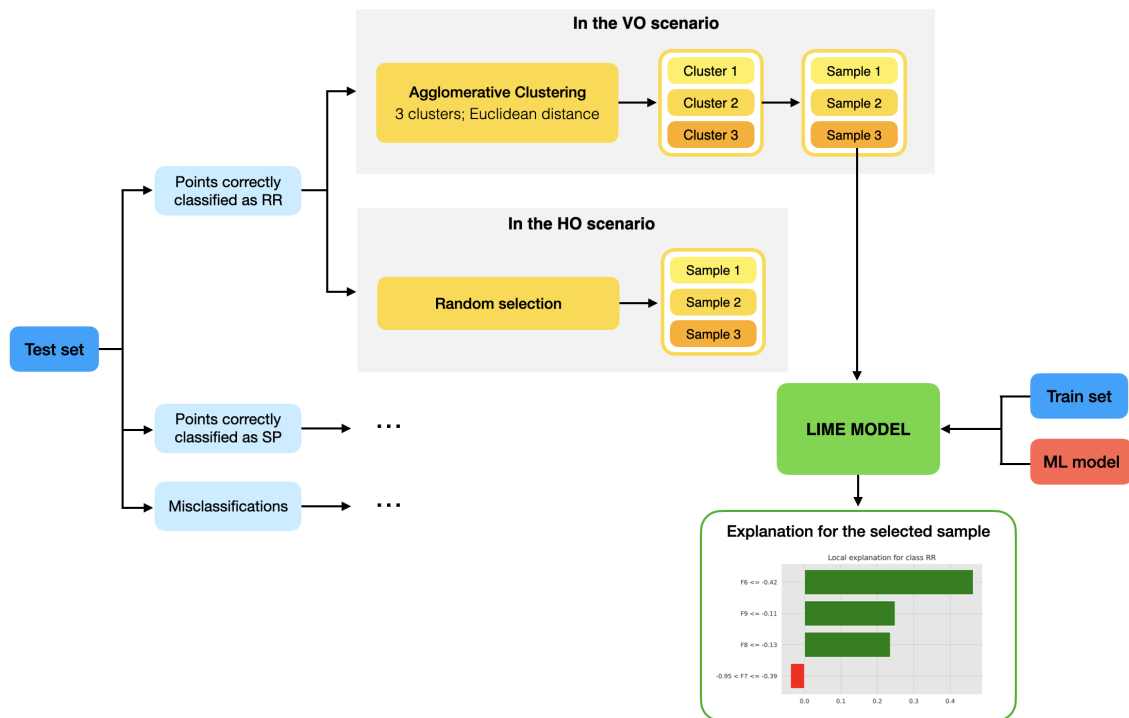 In the VO scenario
Agglomerative Clustering
3 clusters; Euclidean distance
Cluster 1
Cluster 2
Cluster 3
Sample 1
Sample 2
Sample 3
Points correctly
classified as RR
In the HO scenario
Random selection
Sample 1
Sample 2
Sample 3
Test set
Points correctly
classified as SP
...
Misclassifications
...
LIME MODEL
Train set
ML model
Explanation for the selected sample
Local explanation for class RR
F6 <= -0.42
F9 <= -0.11
F8 <= -0.13
-0.95 < F7 <= -0.39
0.0 0.1 0.2 0.3 0.4